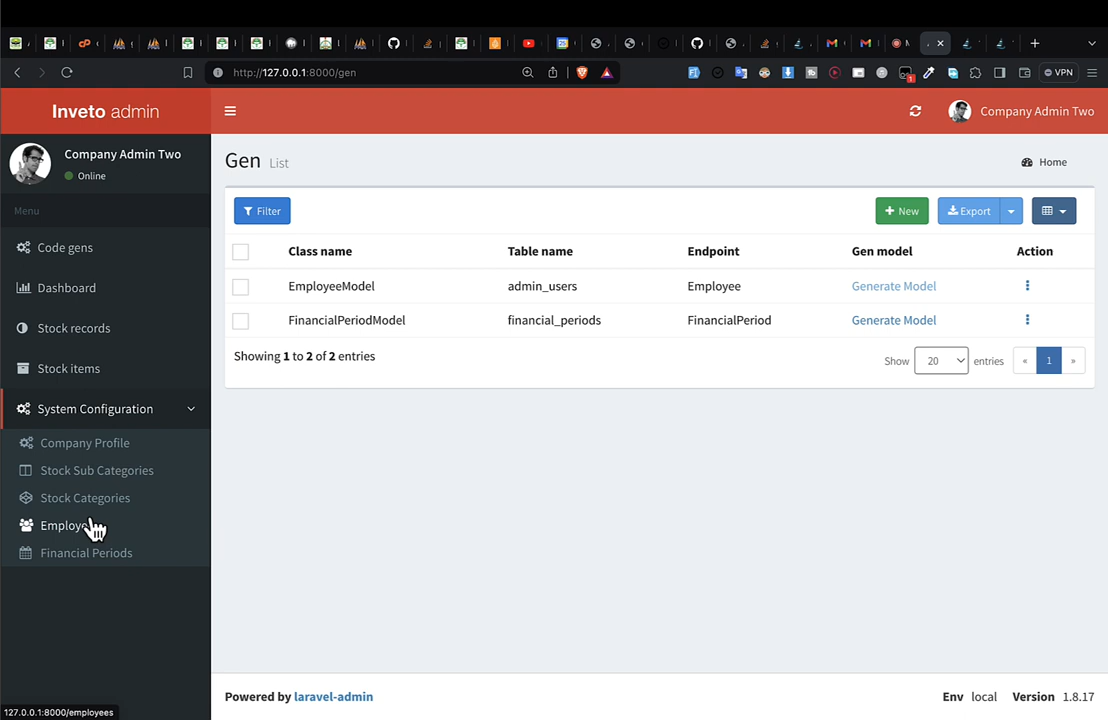 http://127.0.0.1:8000/gen
VPN
Inveto admin
Company Admin Two
Company Admin Two
Online
Menu
Code gens
Dashboard
Stock records
Stock items
System Configuration
Company Profile
Stock Sub Categories
Stock Categories
Financial Periods
Gen List
Home
Filter
New
Export
Class name Table name Endpoint Gen model Action
EmployeeModel admin_users Employee Generate Model
FinancialPeriodModel financial_periods FinancialPeriod Generate Model
Showing 1 to 2 of 2 entries
Show 20 entries
« 1 »
Powered by laravel-admin
Env local Version 1.8.17
127.0.0.1:8000/employees